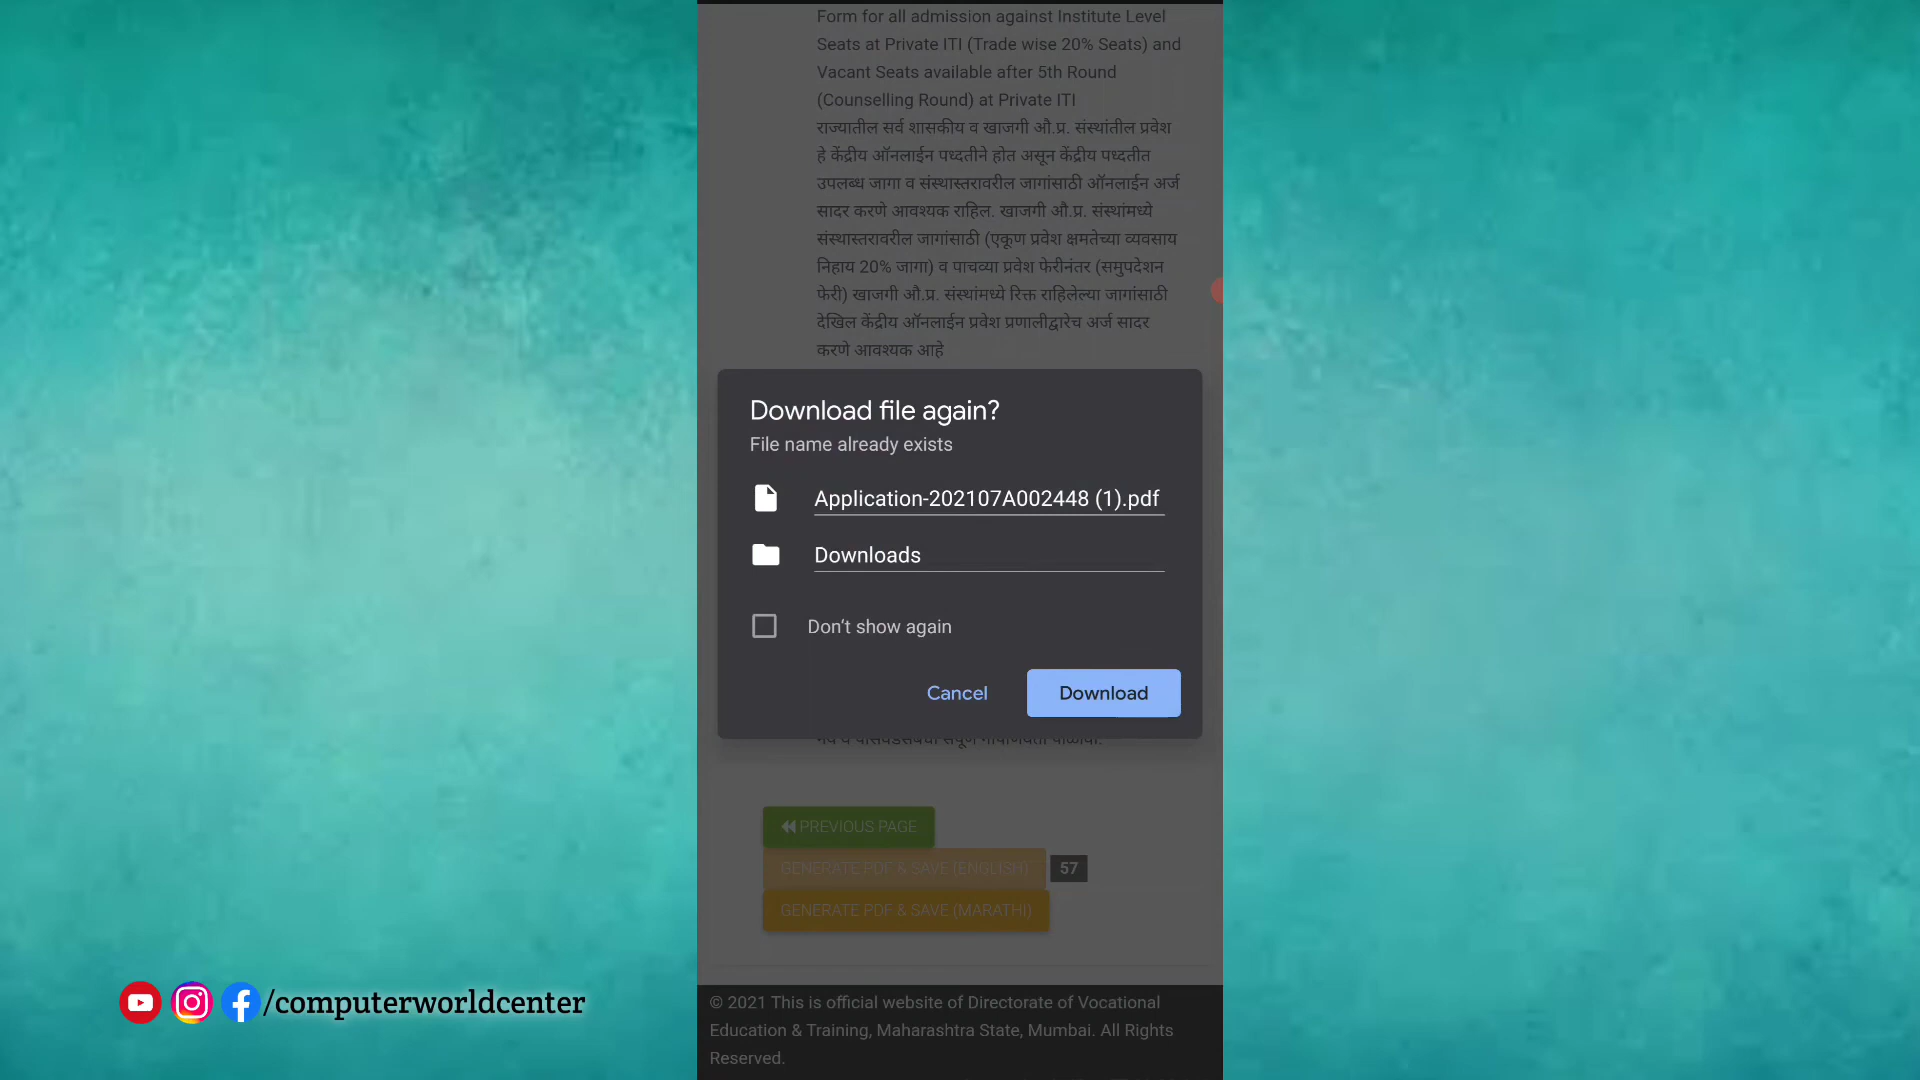 Form for all admission against Institute Level
Seats at Private ITI (Trade wise 20% Seats) and
Vacant Seats available after 5th Round
(Counselling Round) at Private ITI
राज्यातील सर्व शासकीय व खाजगी औ.प्र. संस्थांतील प्रवेश
हे केंद्रीय ऑनलाईन पध्दतीने होत असून केंद्रीय पध्दतीत
उपलब्ध जागा व संस्थास्तरावरील जागांसाठी ऑनलाईन अर्ज
सादर करणे आवश्यक राहिल. खाजगी औ.प्र. संस्थांमध्ये
संस्थास्तरावरील जागांसाठी (एकूण प्रवेश क्षमतेच्या व्यवसाय
निहाय 20% जागा) व पाचव्या प्रवेश फेरीनंतर (समुपदेशन
फेरी) खाजगी औ.प्र. संस्थांमध्ये रिक्त राहिलेल्या जागांसाठी
देखिल केंद्रीय ऑनलाईन प्रवेश प्रणालीद्वारेच अर्ज सादर
करणे आवश्यक आहे
Download file again?
File name already exists
Application-202107A002448 (1).pdf
Downloads
Don't show again
Cancel
Download
PREVIOUS PAGE
GENERATE PDF & SAVE (ENGLISH) 57
GENERATE PDF & SAVE (MARATHI)
/computerworldcenter
© 2021 This is official website of Directorate of Vocational
Education & Training, Maharashtra State, Mumbai. All Rights
Reserved.